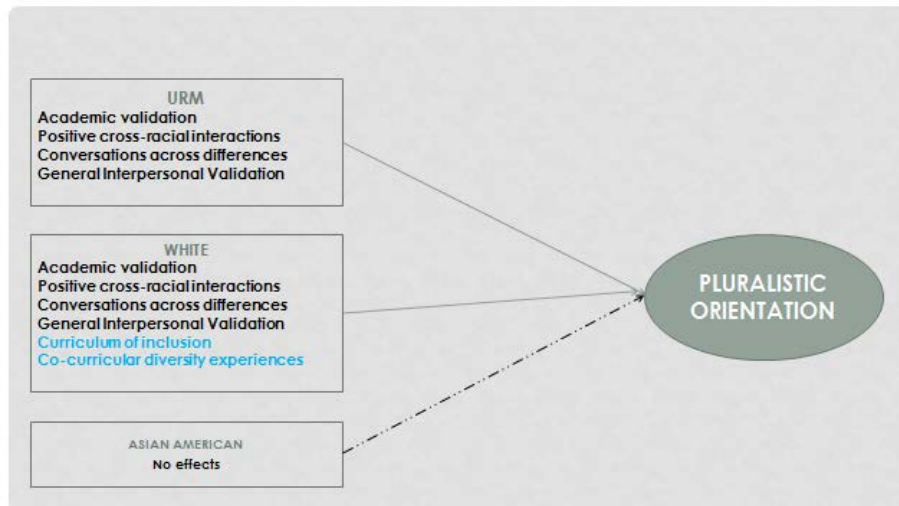 URM
Academic validation
Positive cross-racial interactions
Conversations across differences
General Interpersonal Validation
WHITE
Academic validation
Positive cross-racial interactions
Conversations across differences
General Interpersonal Validation
Curriculum of inclusion
Co-curricular diversity experiences
ASIAN AMERICAN
No effects
PLURALISTIC
ORIENTATION